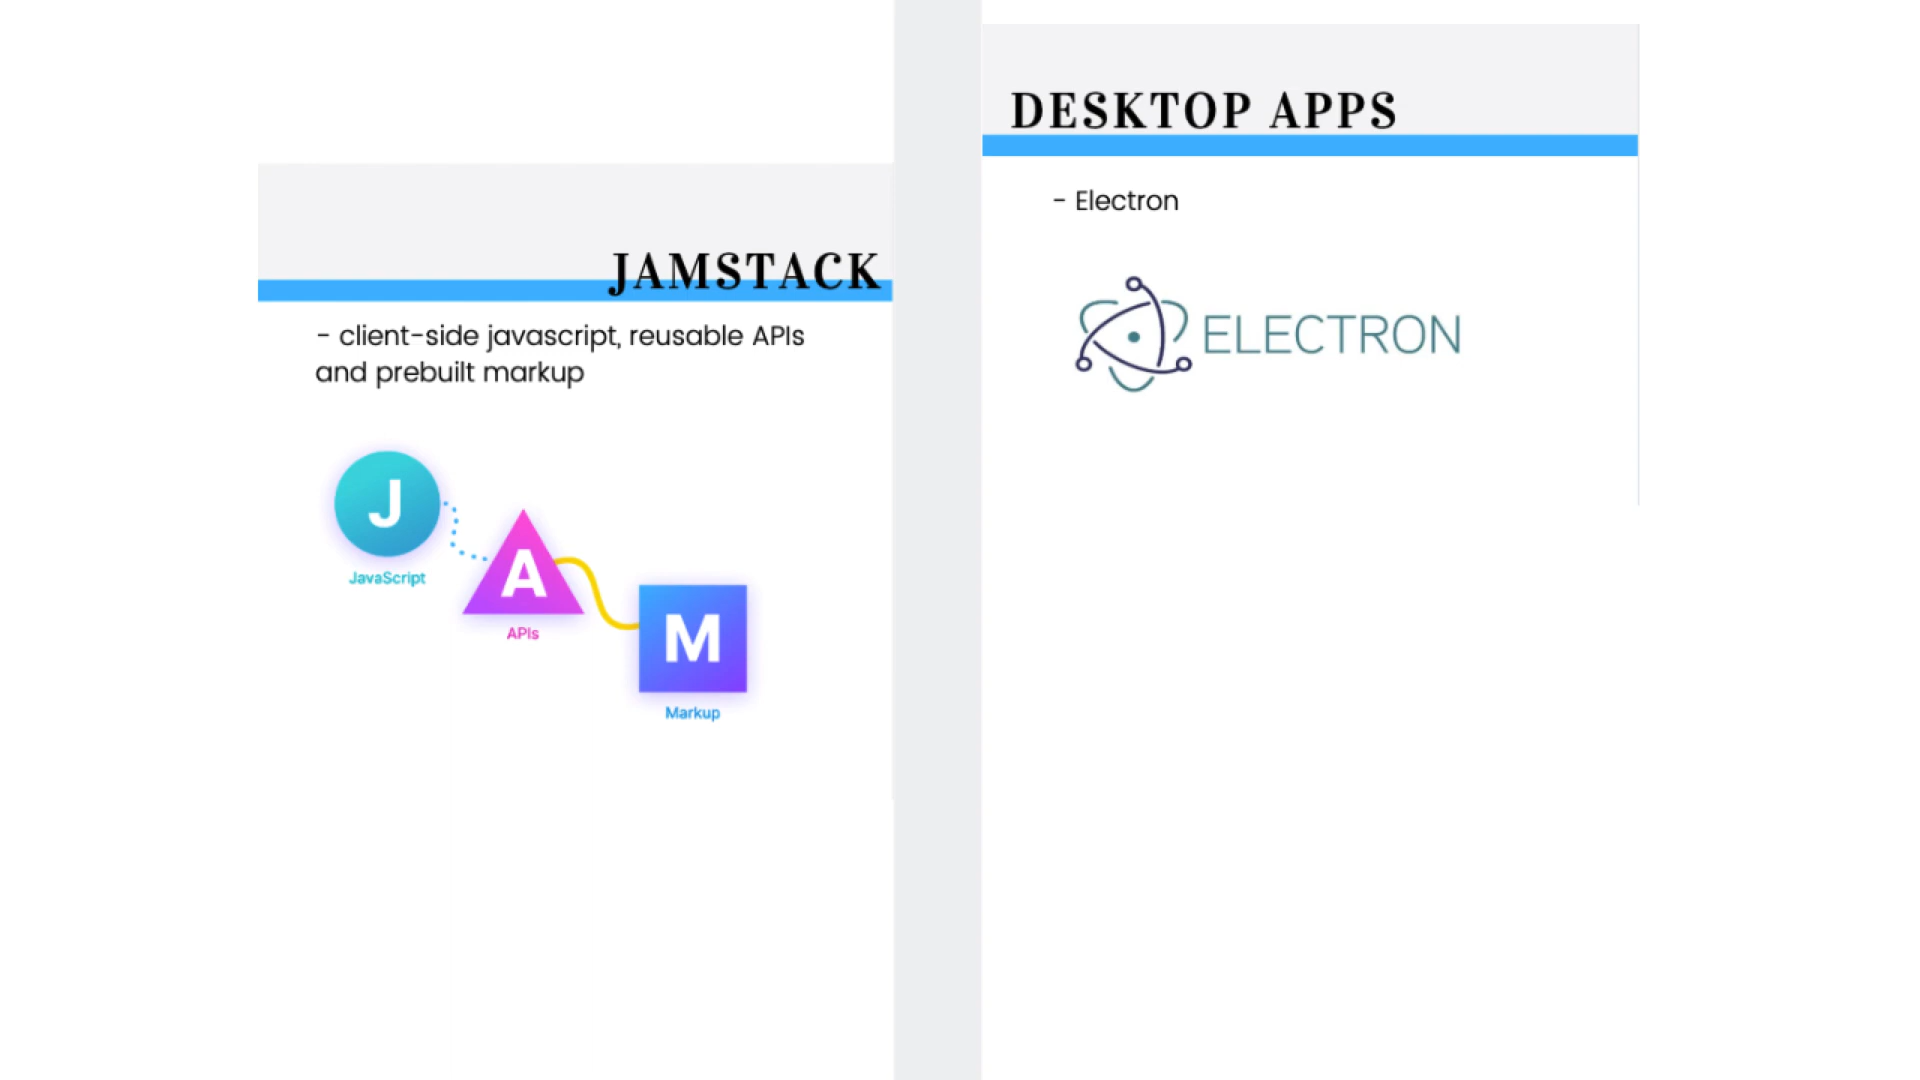 JAMSTACK
- client-side javascript, reusable APIs
and prebuilt markup
J
JavaScript
A
APIs
M
Markup
DESKTOP APPS
- Electron
ELECTRON